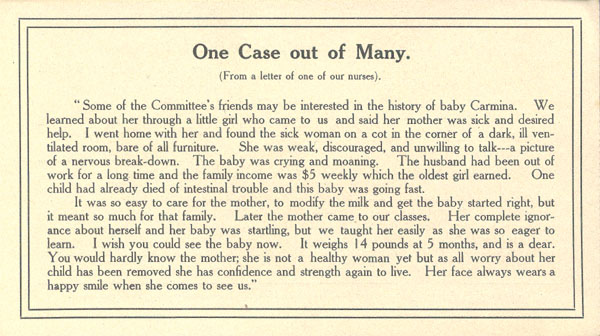 One Case out of Many.
(From a letter of one of our nurses).
“ Some of the Committee's friends may be interested in the history of baby Carmina. We
learned about her through a little girl who came to us and said her mother was sick and desired
help. I went home with her and found the sick woman on a cot in the corner of a dark, ill ven-
tilated room, bare of all furniture. She was weak, discouraged, and unwilling to talk---a picture
of a nervous break-down. The baby was crying and moaning. The husband had been out of
work for a long time and the family income was $5 weekly which the oldest girl earned. One
child had already died of intestinal trouble and this baby was going fast.
It was so easy to care for the mother, to modify the milk and get the baby started right, but
it meant so much for that family. Later the mother came to our classes. Her complete ignor-
ance about herself and her baby was startling, but we taught her easily as she was so eager to
learn. I wish you could see the baby now. It weighs 14 pounds at 5 months, and is a dear.
You would hardly know the mother; she is not a healthy woman yet but as all worry about her
child has been removed she has confidence and strength again to live. Her face always wears a
happy smile when she comes to see us.”